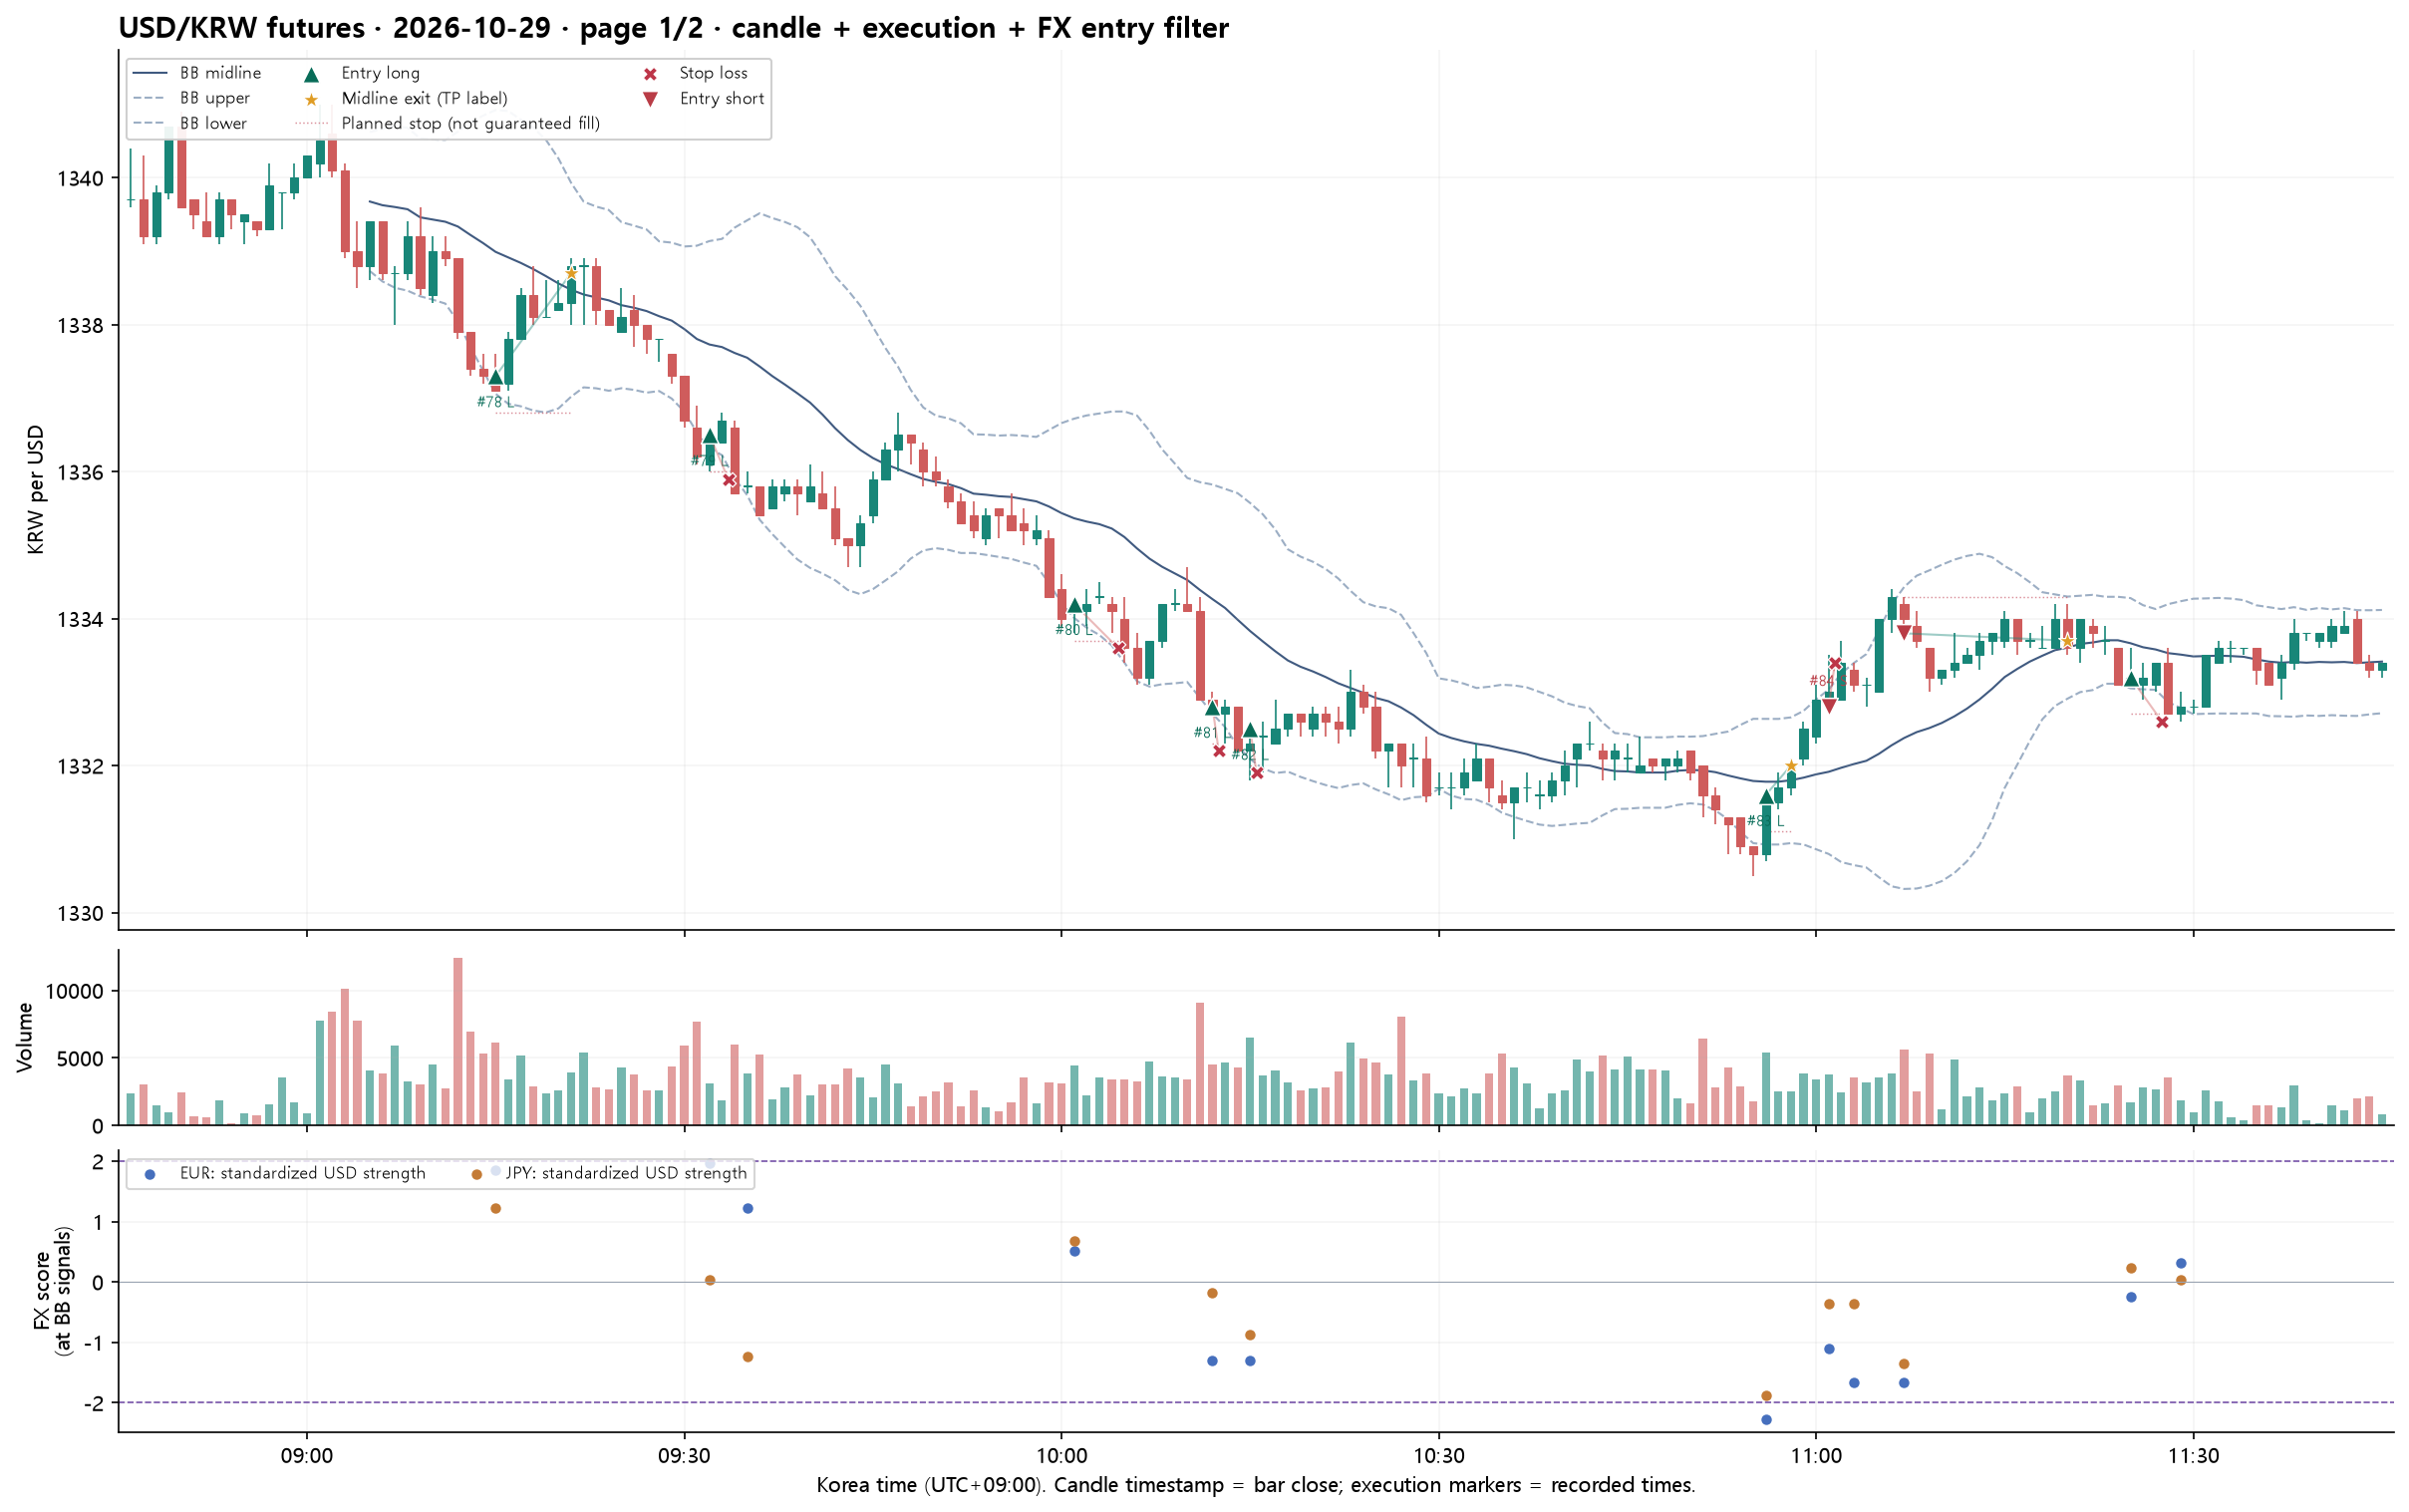 USD/KRW futures · 2026-10-29 · page 1/2 · candle + execution + FX entry filter
BB midline
BB upper
BB lower
Entry long
Midline exit (TP label)
Planned stop (not guaranteed fill)
Stop loss
Entry short
KRW per USD
1340
1338
1336
1334
1332
1330
#78 L
#80 L
#81
Volume
10000
5000
0
EUR: standardized USD strength
JPY: standardized USD strength
FX score
(at BB signals)
2
1
0
-1
-2
09:00
09:30
10:00
10:30
11:00
11:30
Korea time (UTC+09:00). Candle timestamp = bar close; execution markers = recorded times.